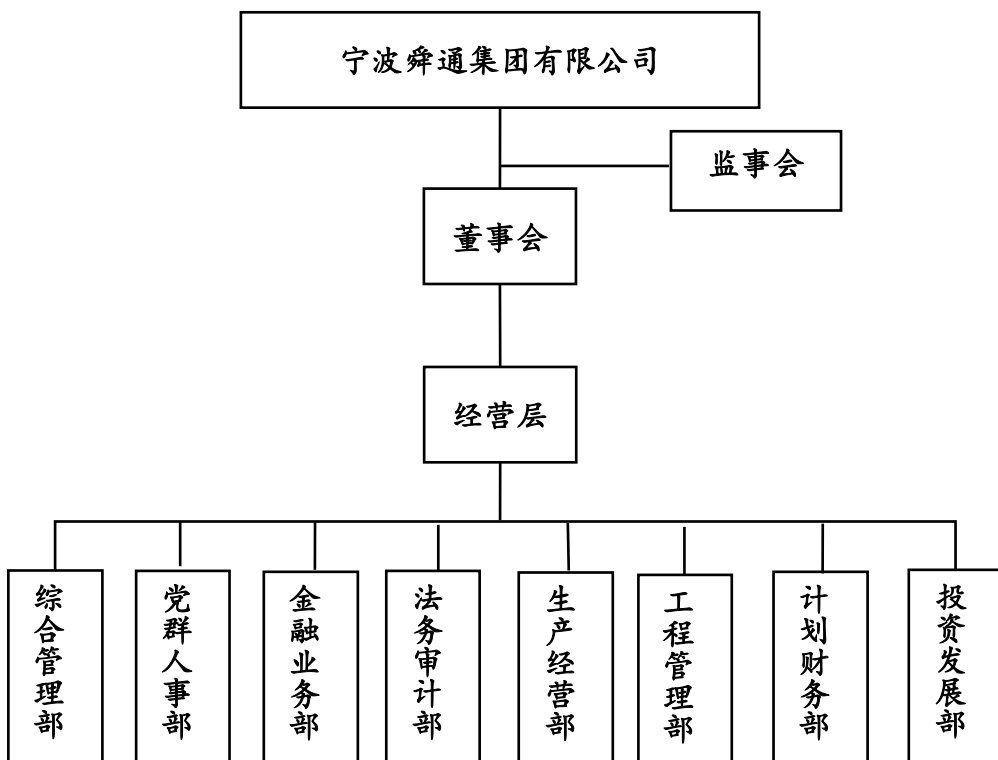 宁波舜通集团有限公司
监事会
董事会
经营层
综合管理部
党群人事部
金融业务部
法务审计部
生产经营部
工程管理部
计划财务部
投资发展部